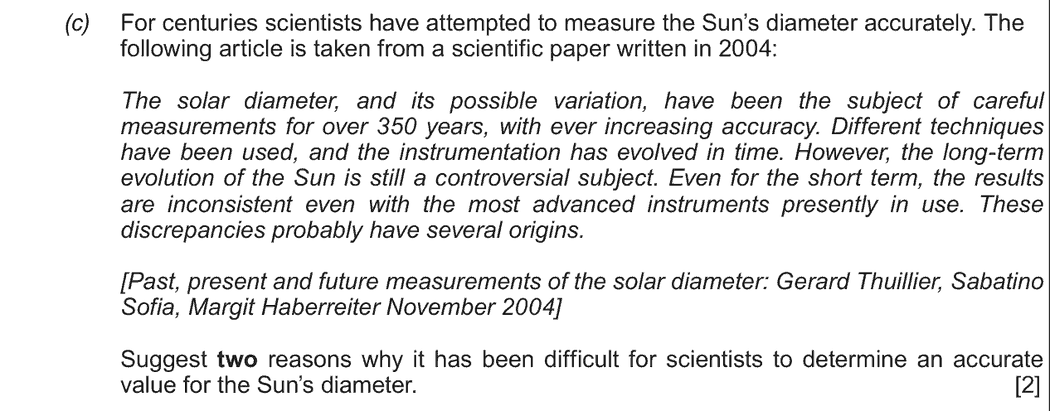 (c) For centuries scientists have attempted to measure the Sun's diameter accurately. The
following article is taken from a scientific paper written in 2004:
The solar diameter, and its possible variation, have been the subject of careful
measurements for over 350 years, with ever increasing accuracy. Different techniques
have been used, and the instrumentation has evolved in time. However, the long-term
evolution of the Sun is still a controversial subject. Even for the short term, the results
are inconsistent even with the most advanced instruments presently in use. These
discrepancies probably have several origins.
[Past, present and future measurements of the solar diameter: Gerard Thuillier, Sabatino
Sofia, Margit Haberreiter November 2004]
Suggest two reasons why it has been difficult for scientists to determine an accurate
value for the Sun's diameter. [2]